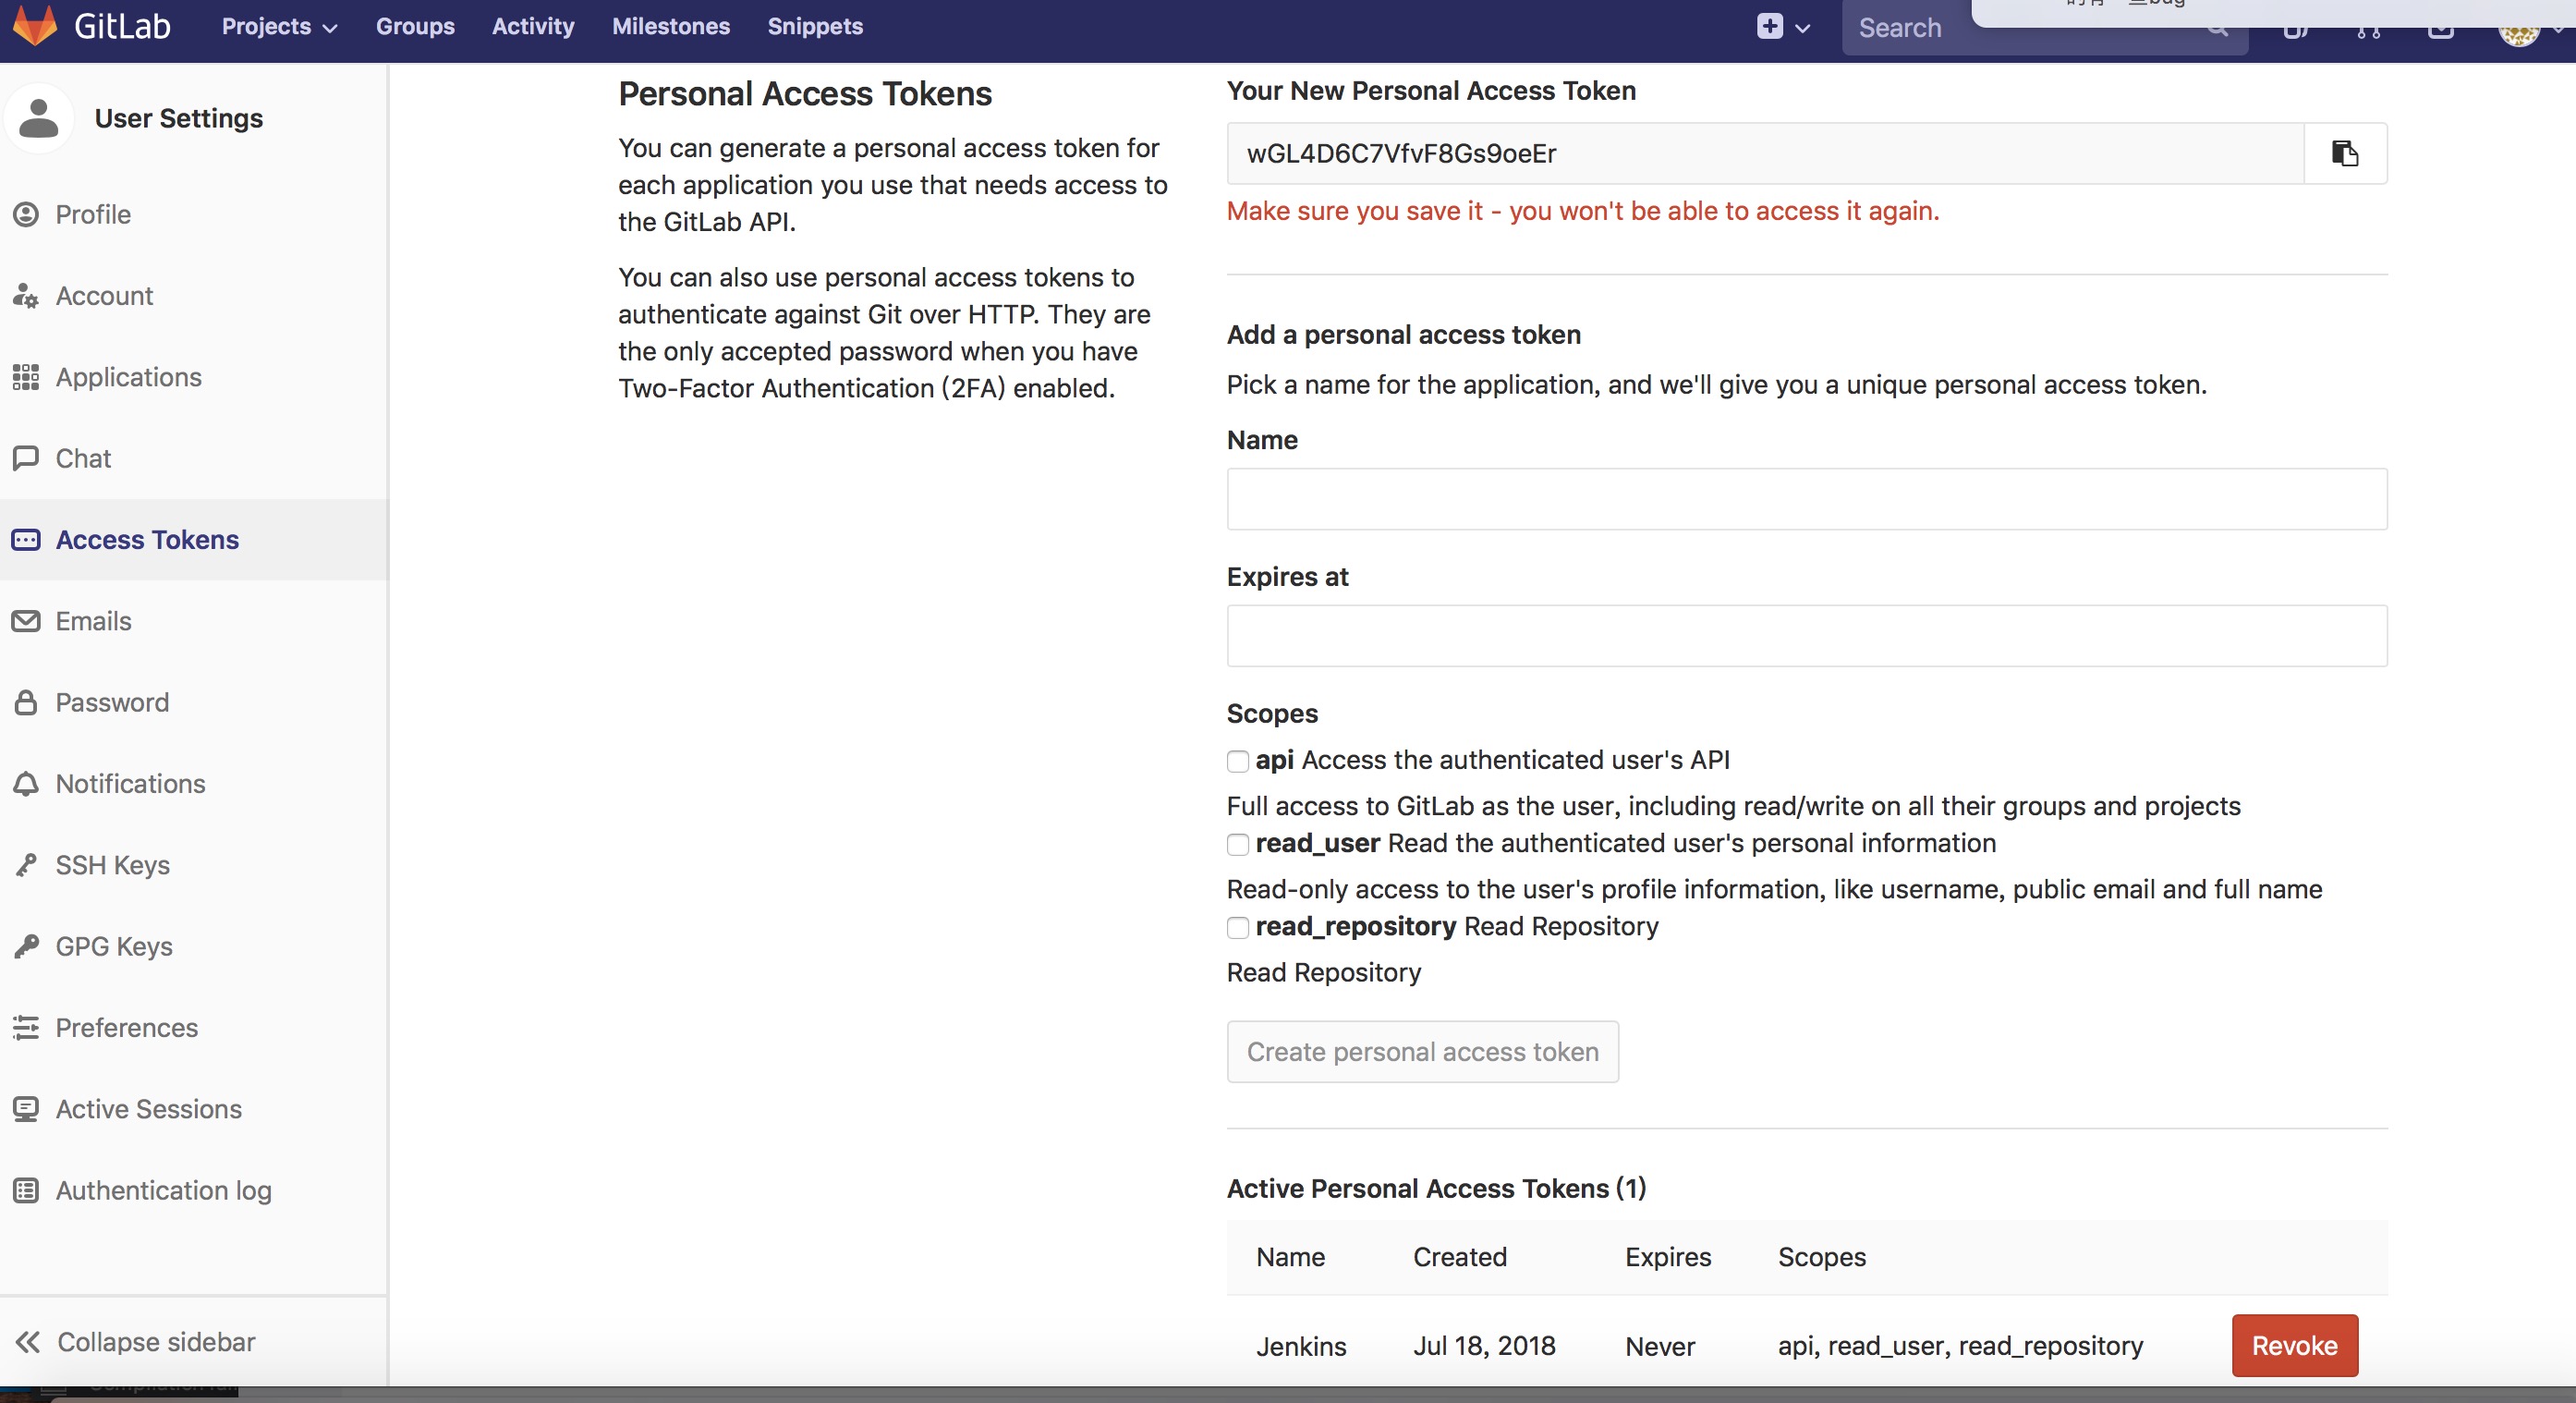 GitLab Projects Groups Activity Milestones Snippets Search
bug
User Settings
Profile
Account
Applications
Chat
Access Tokens
Emails
Password
Notifications
SSH Keys
GPG Keys
Preferences
Active Sessions
Authentication log
Collapse sidebar
Personal Access Tokens
You can generate a personal access token for
each application you use that needs access to
the GitLab API.
You can also use personal access tokens to
authenticate against Git over HTTP. They are
the only accepted password when you have
Two-Factor Authentication (2FA) enabled.
Your New Personal Access Token
wGL4D6C7VfvF8Gs9oeEr
Make sure you save it - you won't be able to access it again.
Add a personal access token
Pick a name for the application, and we'll give you a unique personal access token.
Name
Expires at
Scopes
api Access the authenticated user's API
Full access to GitLab as the user, including read/write on all their groups and projects
read_user Read the authenticated user's personal information
Read-only access to the user's profile information, like username, public email and full name
read_repository Read Repository
Read Repository
Create personal access token
Active Personal Access Tokens (1)
Name Created Expires Scopes
Jenkins Jul 18, 2018 Never api, read_user, read_repository Revoke